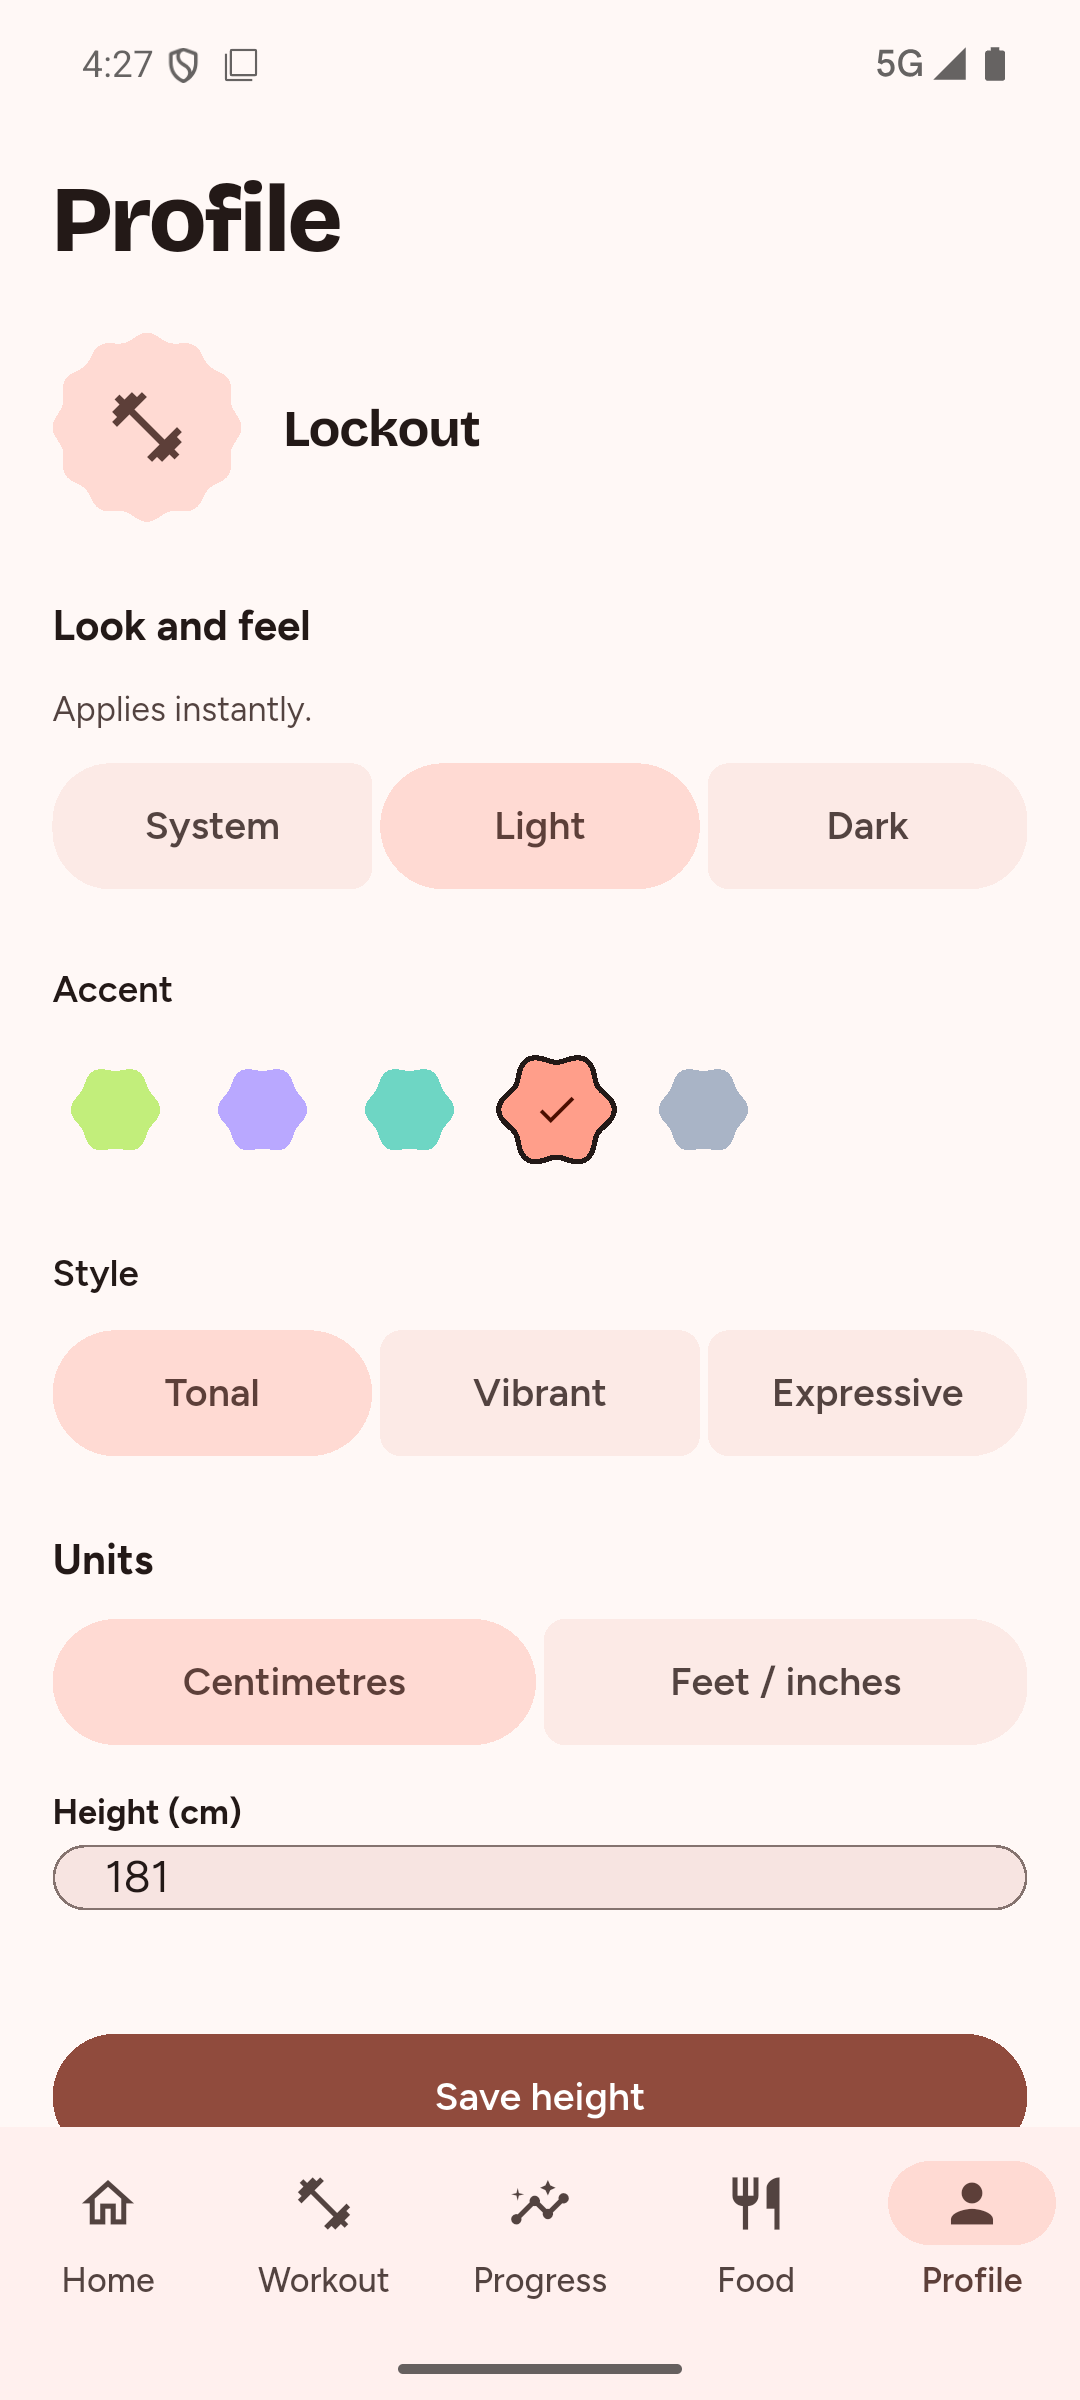 4:27
5G
Profile
Lockout
Look and feel
Applies instantly.
System Light Dark
Accent
Style
Tonal Vibrant Expressive
Units
Centimetres Feet / inches
Height (cm)
181
Save height
Home Workout Progress Food Profile